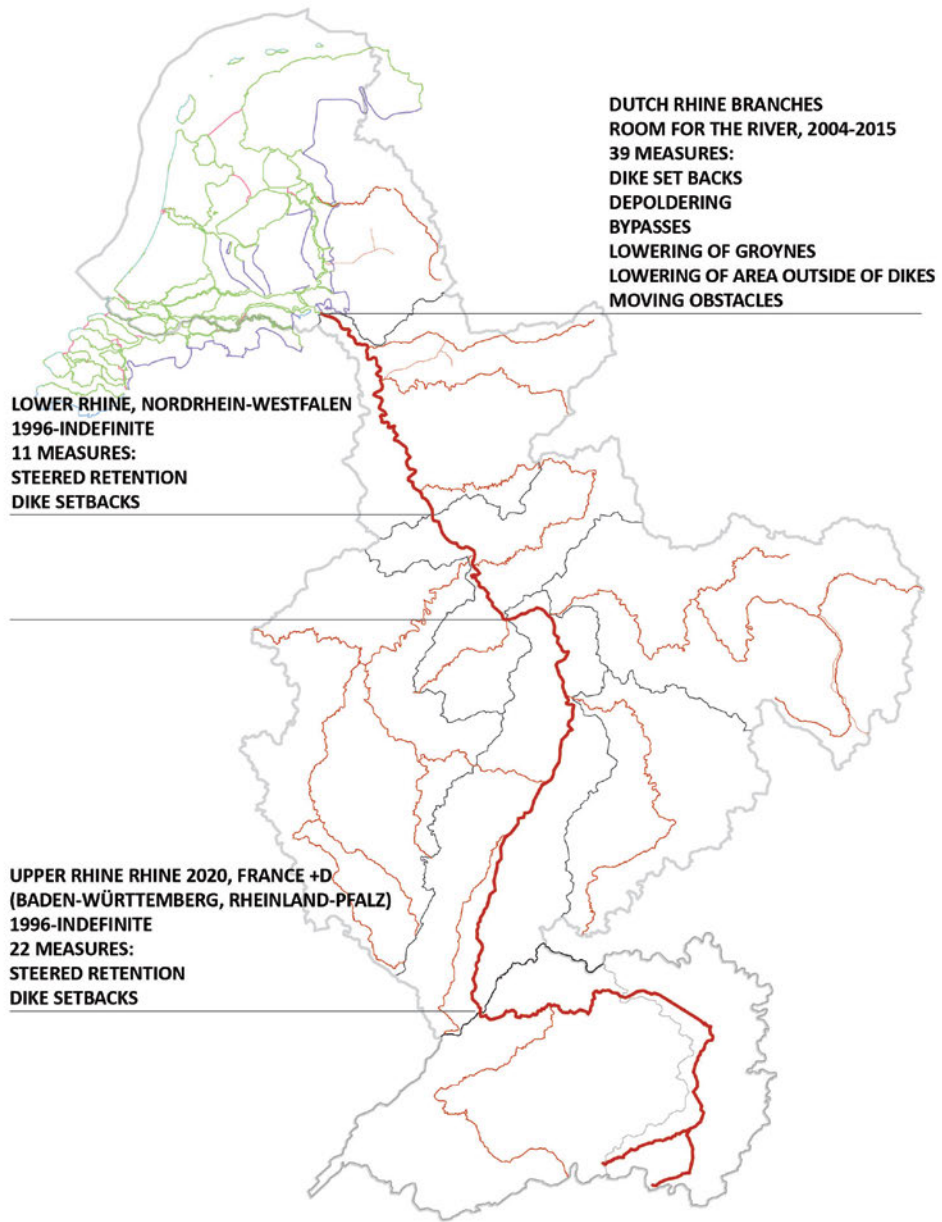 DUTCH RHINE BRANCHES
ROOM FOR THE RIVER, 2004-2015
39 MEASURES:
DIKE SET BACKS
DEPOLDERING
BYPASSES
LOWERING OF GROYNES
LOWERING OF AREA OUTSIDE OF DIKES
MOVING OBSTACLES
LOWER RHINE, NORDRHEIN-WESTFALEN
1996-INDEFINITE
11 MEASURES:
STEERED RETENTION
DIKE SETBACKS
UPPER RHINE RHINE 2020, FRANCE +D
(BADEN-WÜRTTEMBERG, RHEINLAND-PFALZ)
1996-INDEFINITE
22 MEASURES:
STEERED RETENTION
DIKE SETBACKS